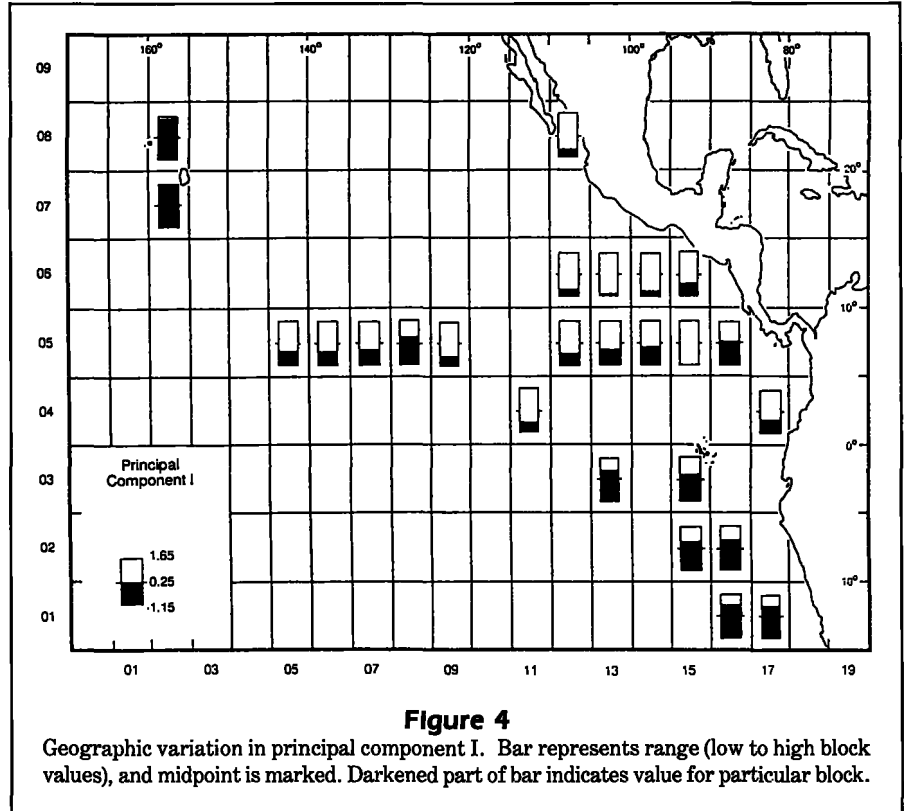 160° 140° 120° 100° 80°
09
08
20°
07
06
10°
05
04
0°
Principal
Component I
03
1.65
0.25
-1.15
02
10°
01
01 03 05 07 09 11 13 15 17 19
Figure 4
Geographic variation in principal component I. Bar represents range (low to high block
values), and midpoint is marked. Darkened part of bar indicates value for particular block.